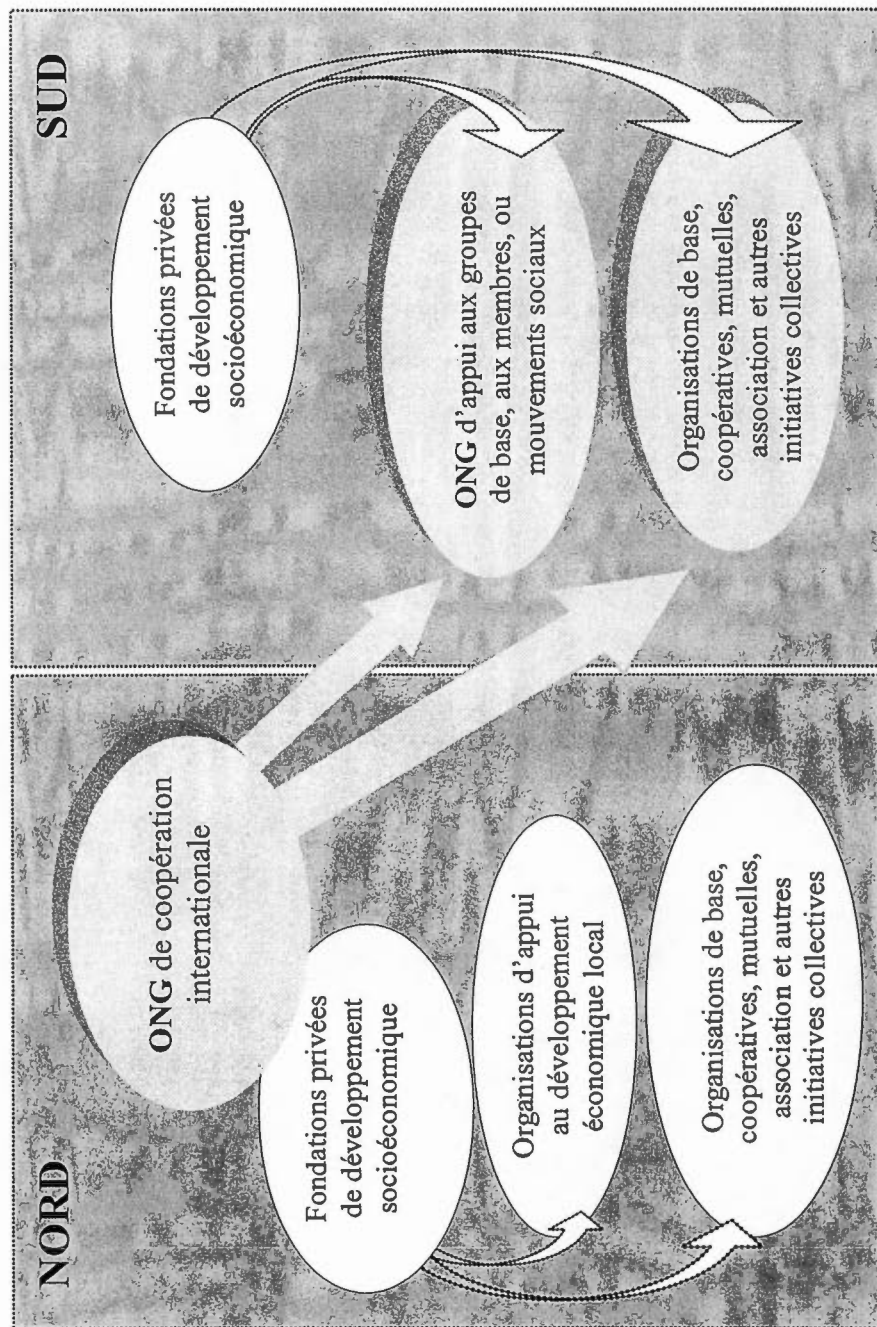 NORD
ONG de coopération
internationale
Fondations privées
de développement
socioéconomique
Organisations d'appui
au développement
économique local
Organisations de base,
coopératives, mutuelles,
association et autres
initiatives collectives
SUD
Fondations privées
de développement
socioéconomique
ONG d'appui aux groupes
de base, aux membres, ou
mouvements sociaux
Organisations de base,
coopératives, mutuelles,
association et autres
initiatives collectives